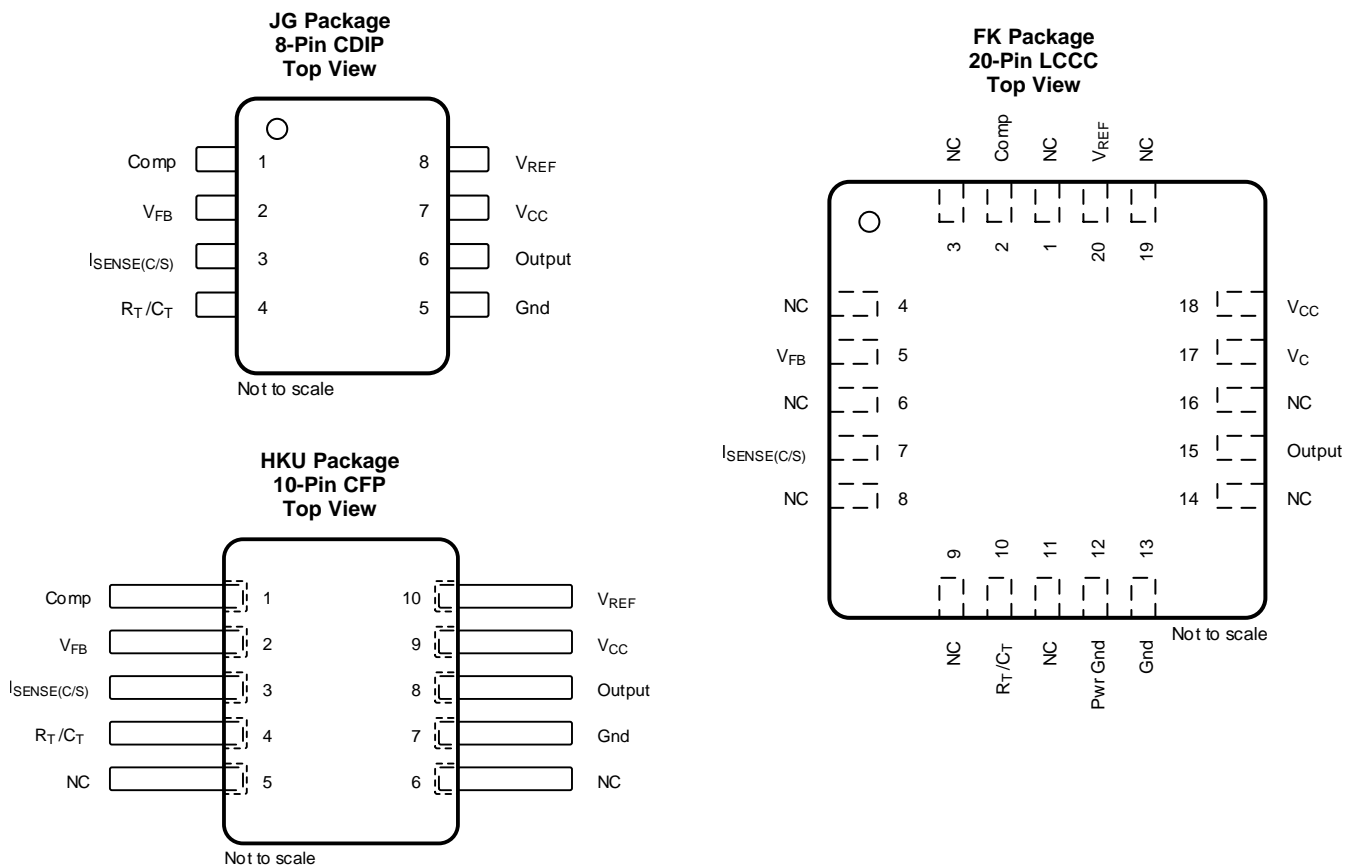 JG Package
8-Pin CDIP
Top View
Comp 1 8 VREF
VFB 2 7 VCC
ISENSE(C/S) 3 6 Output
RT/CT 4 5 Gnd
Not to scale
HKU Package
10-Pin CFP
Top View
Comp 1 10 VREF
VFB 2 9 VCC
ISENSE(C/S) 3 8 Output
RT/CT 4 7 Gnd
NC 5 6 NC
Not to scale
FK Package
20-Pin LCCC
Top View
NC Comp NC VREF NC
3 2 1 20 19
NC 4 18 VCC
VFB 5 17 VC
NC 6 16 NC
ISENSE(C/S) 7 15 Output
NC 8 14 NC
9 10 11 12 13
NC RT/CT NC Pwr Gnd Gnd
Not to scale